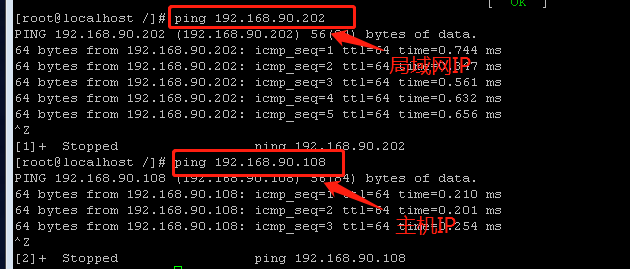 [ OK ]
[root@localhost /]# ping 192.168.90.202
PING 192.168.90.202 (192.168.90.202) 56(84) bytes of data.
64 bytes from 192.168.90.202: icmp_seq=1 ttl=64 time=0.744 ms
64 bytes from 192.168.90.202: icmp_seq=2 ttl=64 time=0.347 ms
64 bytes from 192.168.90.202: icmp_seq=3 ttl=64 time=0.561 ms
64 bytes from 192.168.90.202: icmp_seq=4 ttl=64 time=0.632 ms
64 bytes from 192.168.90.202: icmp_seq=5 ttl=64 time=0.656 ms
局域网IP
^Z
[1]+ Stopped ping 192.168.90.202
[root@localhost /]# ping 192.168.90.108
PING 192.168.90.108 (192.168.90.108) 56(84) bytes of data.
64 bytes from 192.168.90.108: icmp_seq=1 ttl=64 time=0.210 ms
64 bytes from 192.168.90.108: icmp_seq=2 ttl=64 time=0.201 ms
64 bytes from 192.168.90.108: icmp_seq=3 ttl=64 time=0.254 ms
主机IP
^Z
[2]+ Stopped ping 192.168.90.108